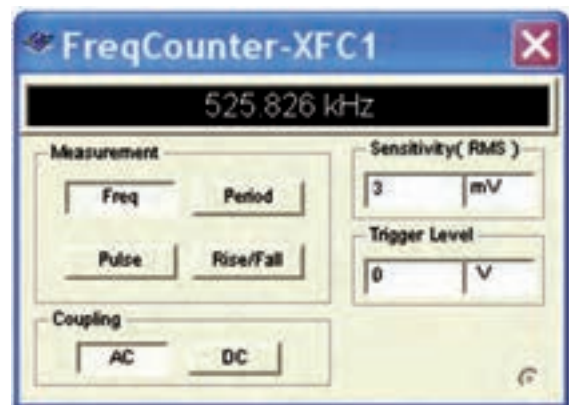 FreqCounter-XFC1
525.826 kHz
Measurement
Freq
Period
Pulse
Rise/Fall
Sensitivity( RMS )
3
mV
Trigger Level
0
V
Coupling
AC
DC